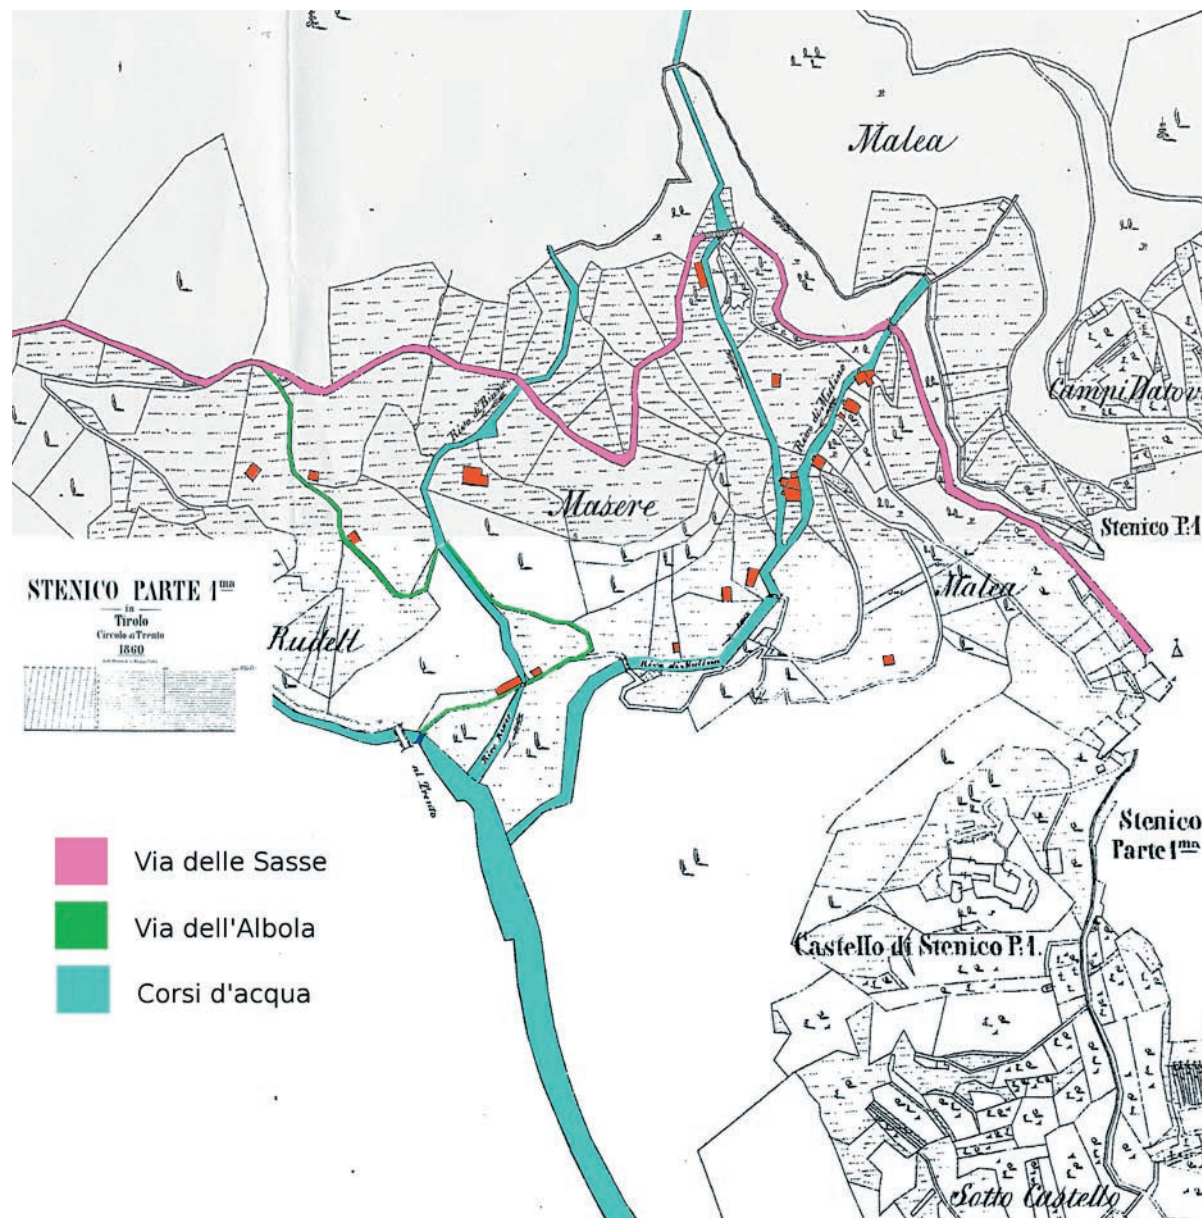 Malea
Campi
Stenico P.1
Masere
Malea
STENICO PARTE 1ma
in
Tirolo
Circolo di Trento
1860
Rudell
Rivo di Molino
Rivo di Molino
Stenico
Parte 1ma
Castello di Stenico P.1.
Sotto Castello
Via delle Sasse
Via dell'Albola
Corsi d'acqua